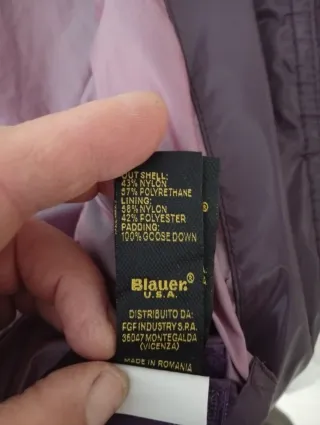 OUT SHELL:
43% NYLON
57% POLYRETHANE
LINING:
58% NYLON
42% POLYESTER
PADDING:
100% GOOSE DOWN
Blauer®
U.S.A.
DISTRIBUITO DA:
FGF INDUSTRY S.R.A.
36047 MONTEGALDA
(VICENZA)
MADE IN ROMANIA